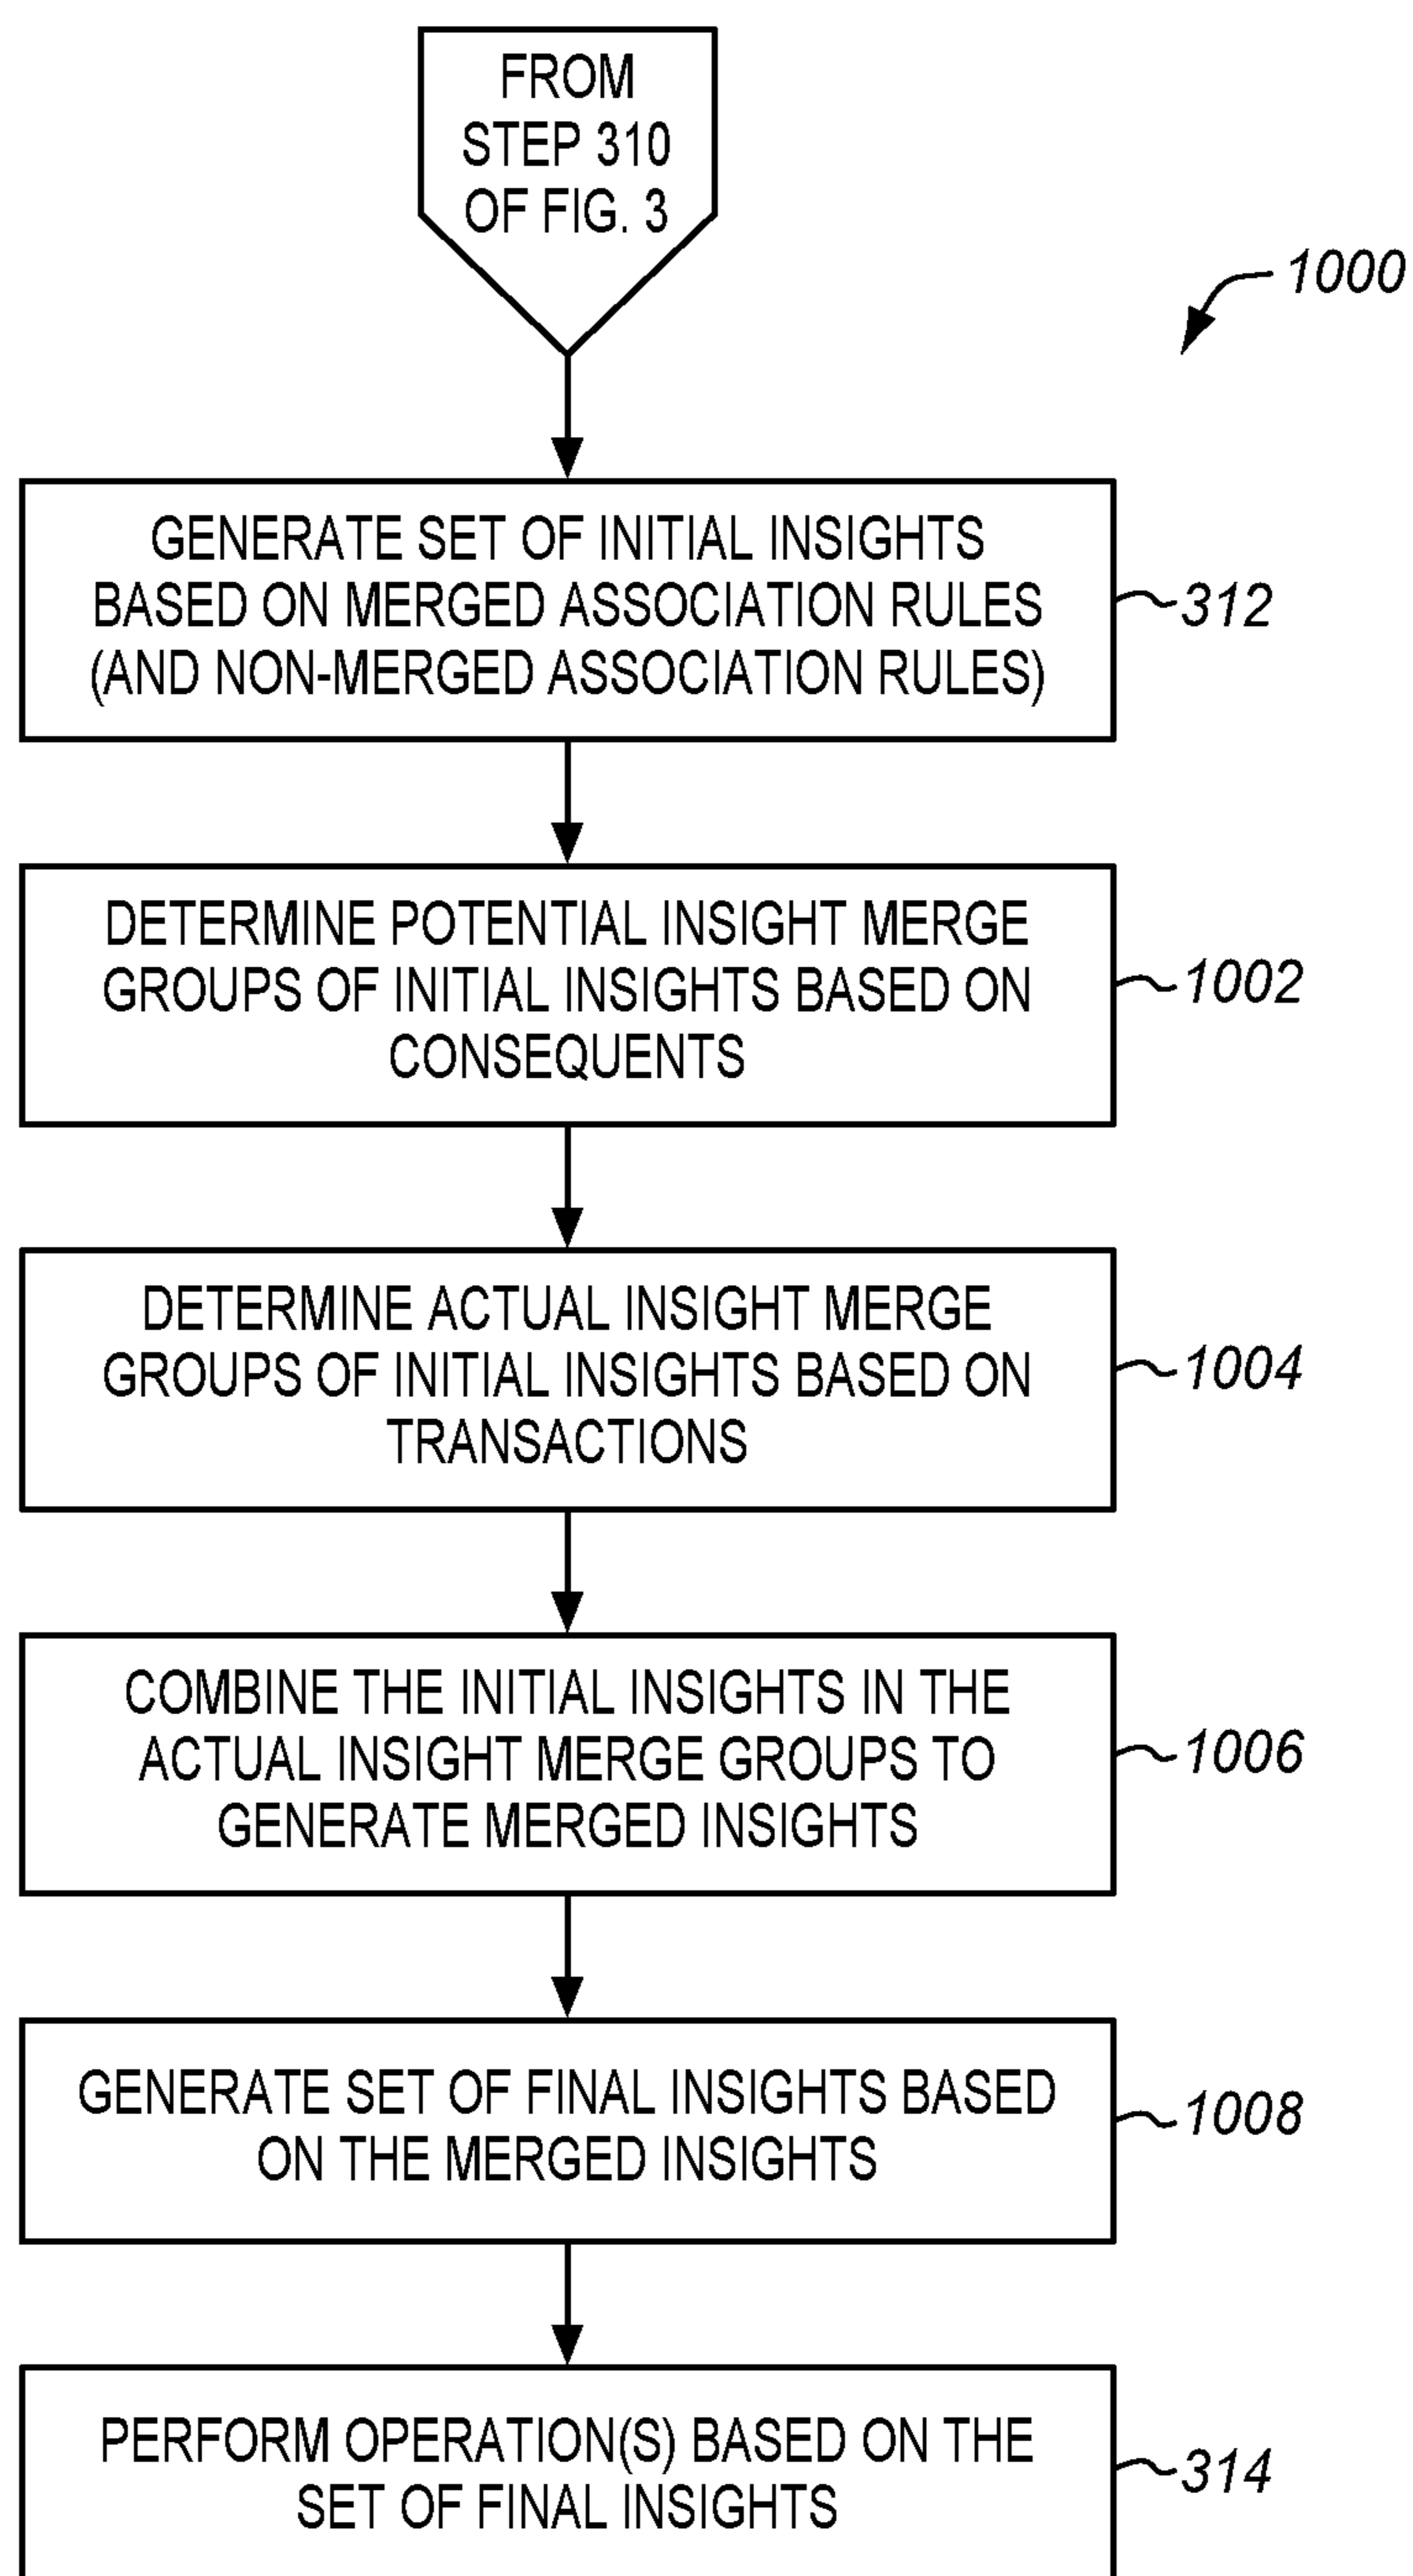 FROM
STEP 310
OF FIG. 3
1000
GENERATE SET OF INITIAL INSIGHTS
BASED ON MERGED ASSOCIATION RULES
(AND NON-MERGED ASSOCIATION RULES)
312
DETERMINE POTENTIAL INSIGHT MERGE
GROUPS OF INITIAL INSIGHTS BASED ON
CONSEQUENTS
1002
DETERMINE ACTUAL INSIGHT MERGE
GROUPS OF INITIAL INSIGHTS BASED ON
TRANSACTIONS
1004
COMBINE THE INITIAL INSIGHTS IN THE
ACTUAL INSIGHT MERGE GROUPS TO
GENERATE MERGED INSIGHTS
1006
GENERATE SET OF FINAL INSIGHTS BASED
ON THE MERGED INSIGHTS
1008
PERFORM OPERATION(S) BASED ON THE
SET OF FINAL INSIGHTS
314